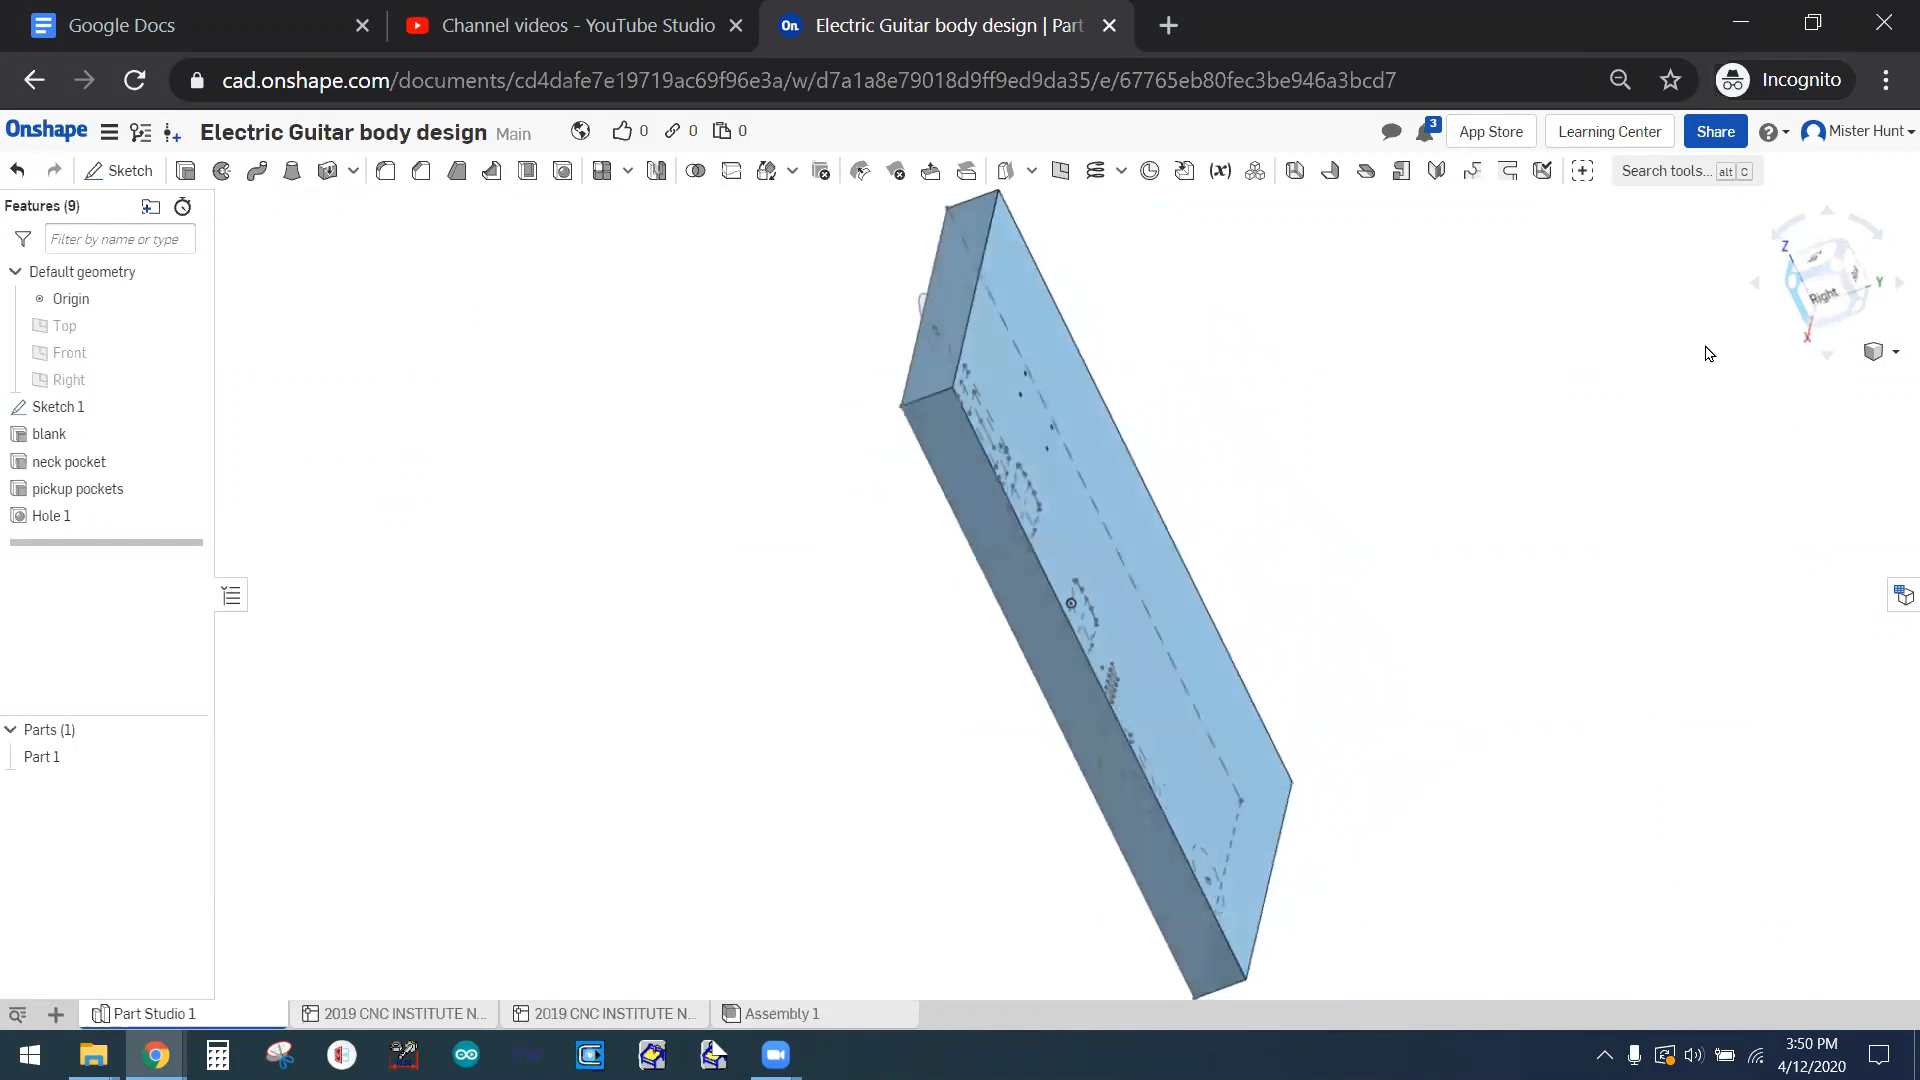 Google Docs
Channel videos - YouTube Studio
On Electric Guitar body design | Part
cad.onshape.com/documents/cd4dafe7e19719ac69f96e3a/w/d7a1a8e79018d9ff9ed9da35/e/67765eb80fec3be946a3bcd7
Incognito
Onshape Electric Guitar body design Main 0 0 0
3 App Store Learning Center Share Mister Hunt
Sketch
(x)
Search tools... alt C
Features (9)
Filter by name or type
Default geometry
Origin
Top
Front
Right
Sketch 1
blank
neck pocket
pickup pockets
Hole 1
Parts (1)
Part 1
Z
Y
X
Right
Part Studio 1
2019 CNC INSTITUTE N...
2019 CNC INSTITUTE N...
Assembly 1
3:50 PM
4/12/2020